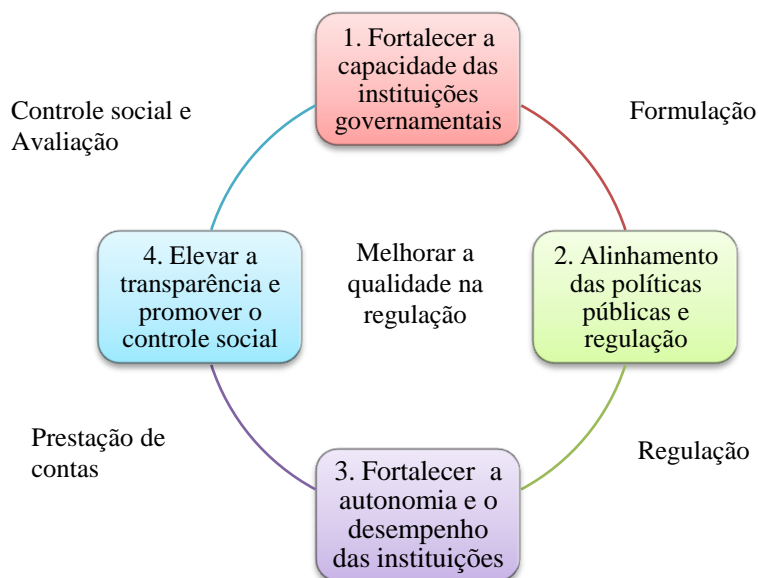 1. Fortalecer a
capacidade das
instituições
governamentais
Controle social e
Avaliação
Formulação
4. Elevar a
transparência e
promover o
controle social
Melhorar a
qualidade na
regulação
2. Alinhamento
das políticas
públicas e
regulação
Prestação de
contas
Regulação
3. Fortalecer a
autonomia e o
desempenho
das instituições